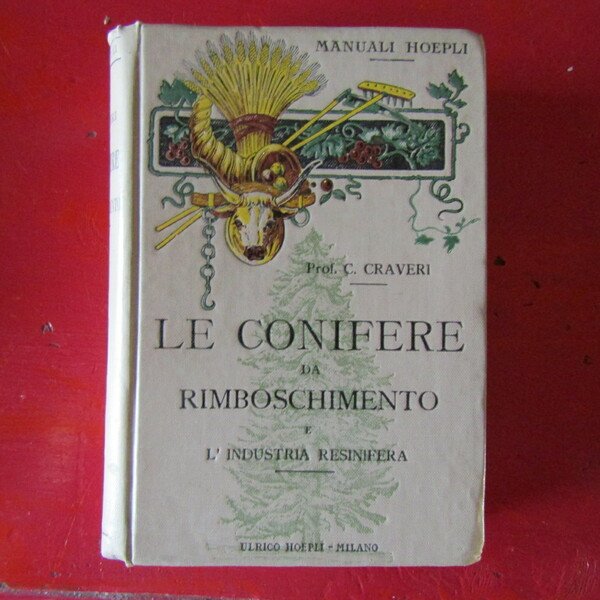 MANUALI HOEPLI
Prof. C. CRAVERI
LE CONIFERE
DA
RIMBOSCHIMENTO
E
L'INDUSTRIA RESINIFERA
ULRICO HOEPLI - MILANO